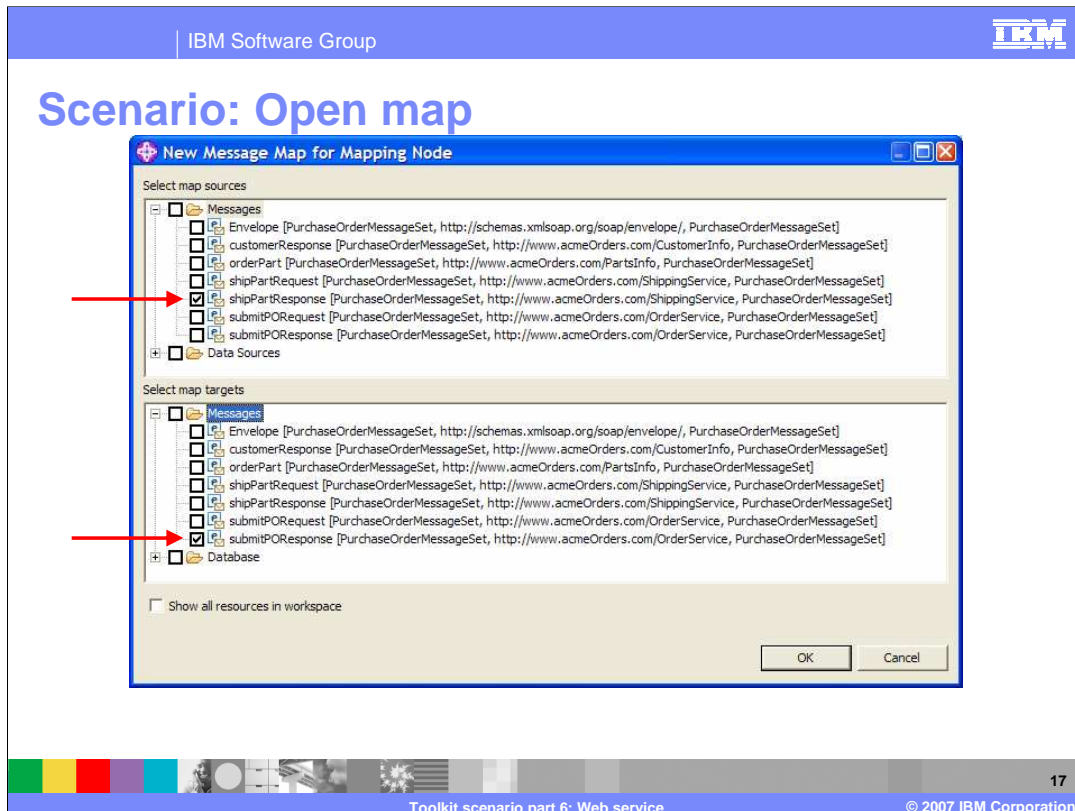 IBM Software Group
IBM
Scenario: Open map
New Message Map for Mapping Node
Select map sources
Messages
Envelope [PurchaseOrderMessageSet, http://schemas.xmlsoap.org/soap/envelope/, PurchaseOrderMessageSet]
customerResponse [PurchaseOrderMessageSet, http://www.acmeOrders.com/CustomerInfo, PurchaseOrderMessageSet]
orderPart [PurchaseOrderMessageSet, http://www.acmeOrders.com/PartsInfo, PurchaseOrderMessageSet]
shipPartRequest [PurchaseOrderMessageSet, http://www.acmeOrders.com/ShippingService, PurchaseOrderMessageSet]
shipPartResponse [PurchaseOrderMessageSet, http://www.acmeOrders.com/ShippingService, PurchaseOrderMessageSet]
submitPORequest [PurchaseOrderMessageSet, http://www.acmeOrders.com/OrderService, PurchaseOrderMessageSet]
submitPOResponse [PurchaseOrderMessageSet, http://www.acmeOrders.com/OrderService, PurchaseOrderMessageSet]
Data Sources
Select map targets
Messages
Envelope [PurchaseOrderMessageSet, http://schemas.xmlsoap.org/soap/envelope/, PurchaseOrderMessageSet]
customerResponse [PurchaseOrderMessageSet, http://www.acmeOrders.com/CustomerInfo, PurchaseOrderMessageSet]
orderPart [PurchaseOrderMessageSet, http://www.acmeOrders.com/PartsInfo, PurchaseOrderMessageSet]
shipPartRequest [PurchaseOrderMessageSet, http://www.acmeOrders.com/ShippingService, PurchaseOrderMessageSet]
shipPartResponse [PurchaseOrderMessageSet, http://www.acmeOrders.com/ShippingService, PurchaseOrderMessageSet]
submitPORequest [PurchaseOrderMessageSet, http://www.acmeOrders.com/OrderService, PurchaseOrderMessageSet]
submitPOResponse [PurchaseOrderMessageSet, http://www.acmeOrders.com/OrderService, PurchaseOrderMessageSet]
Database
Show all resources in workspace
OK Cancel
17
Toolkit scenario part 6: Web service © 2007 IBM Corporation